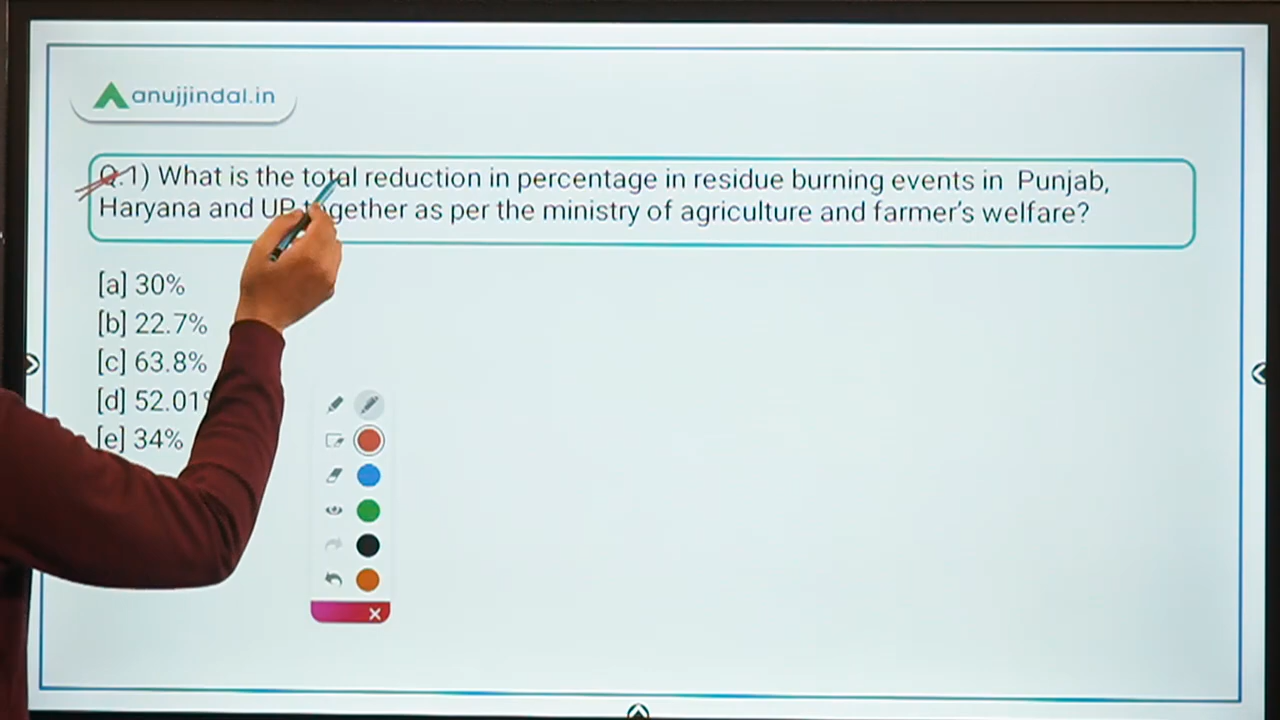 anujjindal.in
Q.1) What is the total reduction in percentage in residue burning events in Punjab,
Haryana and UP together as per the ministry of agriculture and farmer's welfare?
[a] 30%
[b] 22.7%
[c] 63.8%
[d] 52.01%
[e] 34%